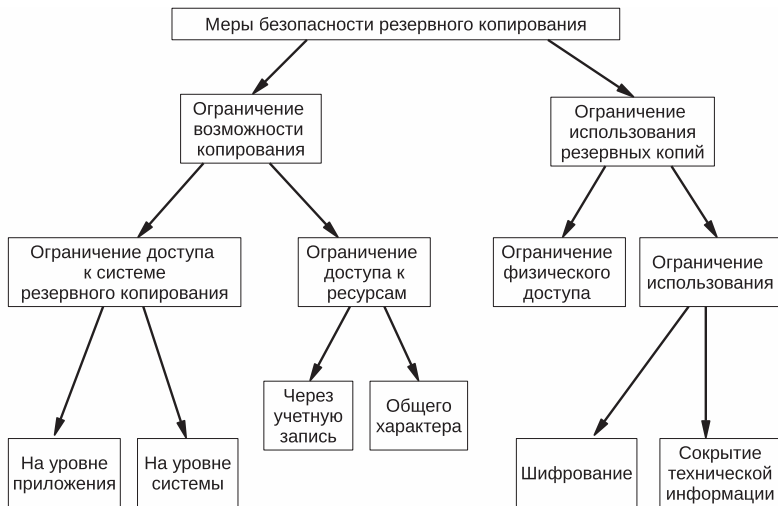 Меры безопасности резервного копирования
Ограничение
возможности
копирования
Ограничение
использования
резервных копий
Ограничение доступа
к системе
резервного копирования
Ограничение
доступа к
ресурсам
Ограничение
физического
доступа
Ограничение
использования
Через
учетную
запись
Общего
характера
На уровне
приложения
На уровне
системы
Шифрование
Сокрытие
технической
информации